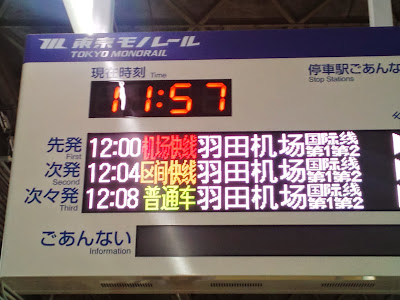 東京モノレール
TOKYO MONORAIL
現在時刻 Time
11:57
停車駅ごあん
Stop Stations
先発 First 12:00 机场快线 羽田机场 国际线 第1第2
次発 Second 12:04 区间快线 羽田机场 国际线 第1第2
次々発 Third 12:08 普通车 羽田机场 国际线 第1第2
ごあんない
Information